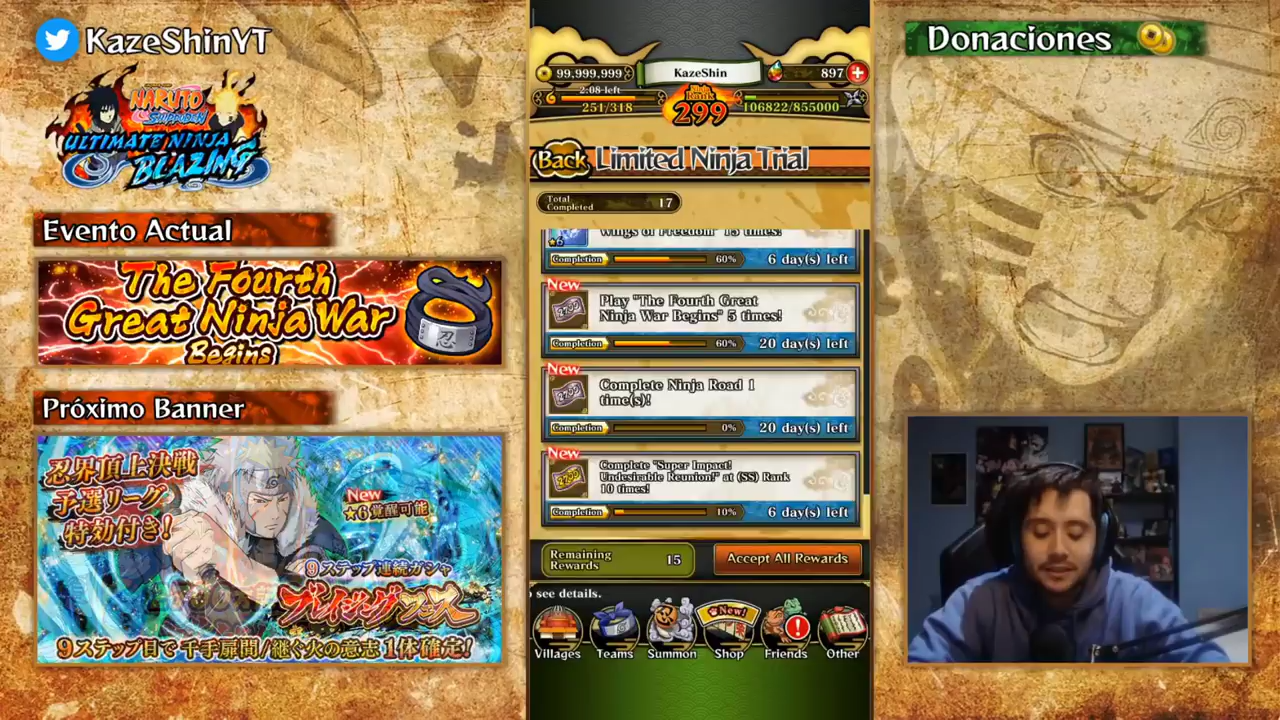 KazeShinYT
NARUTO
SHIPPUDEN
ULTIMATE NINJA
BLAZING
Evento Actual
The Fourth
Great Ninja War
Begins
忍
Próximo Banner
忍界頂上決戦
予選リーグ
特効付き!
New
★6覚醒可能
9ステップ連続ガシャ
ブレイジングフェス
9ステップ目で 千手扉間/継ぐ火の意志 1体確定!
99,999,999
KazeShin
897
2:08 left
251/318
Ninja
Rank
299
106822/855000
Back
Limited Ninja Trial
Total
Completed
17
★6
Wings of Freedom" 15 times!
Completion
60%
6 day(s) left
New
Play "The Fourth Great
Ninja War Begins" 5 times!
Completion
60%
20 day(s) left
New
Complete Ninja Road 1
time(s)!
Completion
0%
20 day(s) left
New
Complete "Super Impact!
Undesirable Reunion!" at (SS) Rank
10 times!
Completion
10%
6 day(s) left
Remaining
Rewards
15
Accept All Rewards
see details.
New!
Villages
Teams
Summon
Shop
Friends
Other
Donaciones